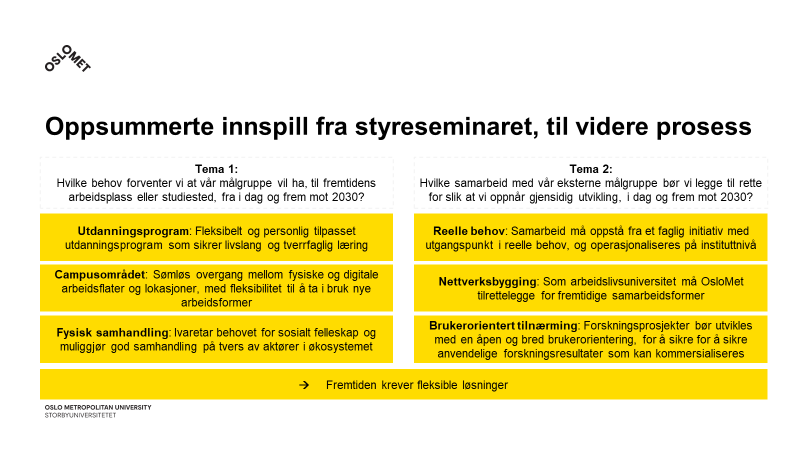 OSLOMET
Oppsummerte innspill fra styreseminaret, til videre prosess
Tema 1:
Hvilke behov forventer vi at vår målgruppe vil ha, til fremtidens
arbeidsplass eller studiested, fra i dag og frem mot 2030?
Utdanningsprogram: Fleksibelt og personlig tilpasset
utdanningsprogram som sikrer livslang og tverrfaglig læring
Campusområdet: Sømløs overgang mellom fysiske og digitale
arbeidsflater og lokasjoner, med fleksibilitet til å ta i bruk nye
arbeidsformer
Fysisk samhandling: Ivaretar behovet for sosialt felleskap og
muliggjør god samhandling på tvers av aktører i økosystemet
Tema 2:
Hvilke samarbeid med vår eksterne målgruppe bør vi legge til rette
for slik at vi oppnår gjensidig utvikling, i dag og frem mot 2030?
Reelle behov: Samarbeid må oppstå fra et faglig initiativ med
utgangspunkt i reelle behov, og operasjonaliseres på instituttnivå
Nettverksbygging: Som arbeidslivsuniversitet må OsloMet
tilrettelegge for fremtidige samarbeidsformer
Brukerorientert tilnærming: Forskningsprosjekter bør utvikles
med en åpen og bred brukerorientering, for å sikre for å sikre
anvendelige forskningsresultater som kan kommersialiseres
→ Fremtiden krever fleksible løsninger
OSLO METROPOLITAN UNIVERSITY
STORBYUNIVERSITETET